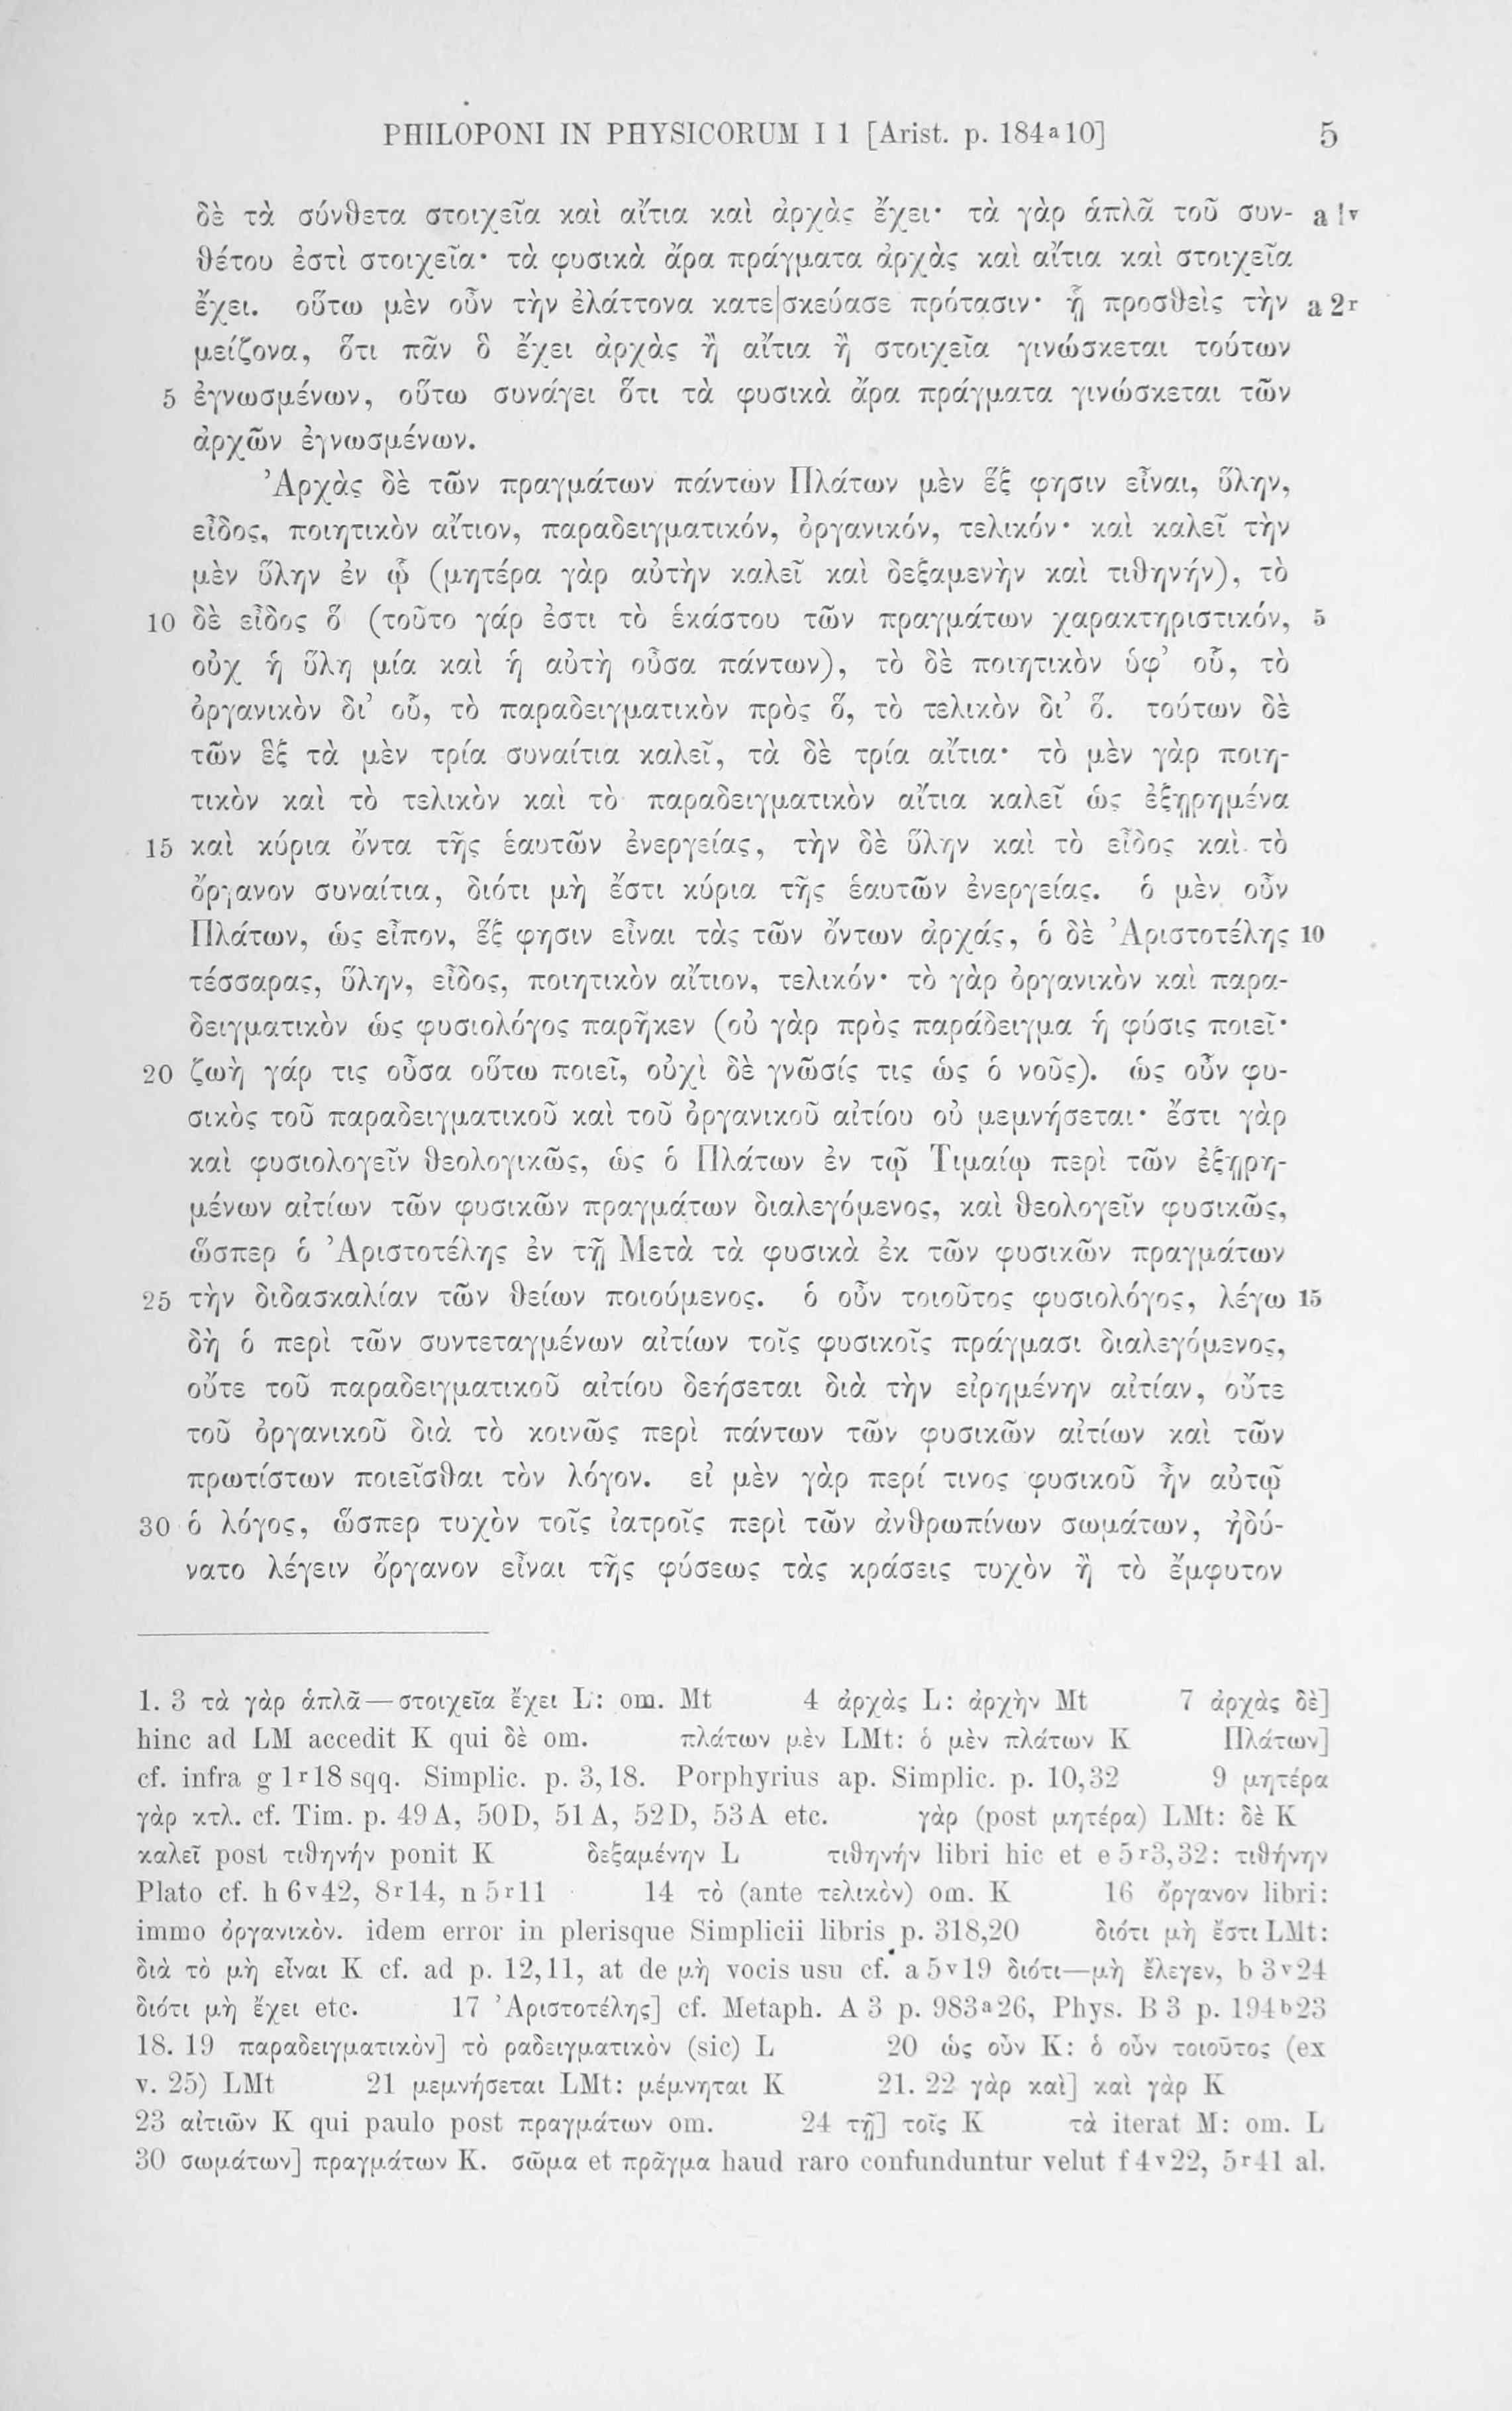 PHILOPONI IN PHYSICORUM I 1 [Arist. p. 184ᵃ10] 5
δὲ τὰ σύνθετα στοιχεῖα καὶ αἴτια καὶ ἀρχὰς ἔχει· τὰ γὰρ ἁπλᾶ τοῦ συν- a 1ᵛ
θέτου ἐστὶ στοιχεῖα· τὰ φυσικὰ ἄρα πράγματα ἀρχὰς καὶ αἴτια καὶ στοιχεῖα
ἔχει. οὕτω μὲν οὖν τὴν ἐλάττονα κατε|σκεύασε πρότασιν· ᾗ προσθεὶς τὴν a 2ʳ
μείζονα, ὅτι πᾶν ὃ ἔχει ἀρχὰς ἢ αἴτια ἢ στοιχεῖα γινώσκεται τούτων
5 ἐγνωσμένων, οὕτω συνάγει ὅτι τὰ φυσικὰ ἄρα πράγματα γινώσκεται τῶν
ἀρχῶν ἐγνωσμένων.
Ἀρχὰς δὲ τῶν πραγμάτων πάντων Πλάτων μὲν ἕξ φησιν εἶναι, ὕλην,
εἶδος, ποιητικὸν αἴτιον, παραδειγματικόν, ὀργανικόν, τελικόν· καὶ καλεῖ τὴν
μὲν ὕλην ἐν ᾧ (μητέρα γὰρ αὐτὴν καλεῖ καὶ δεξαμενὴν καὶ τιθηνήν), τὸ
10 δὲ εἶδος ὅ (τοῦτο γάρ ἐστι τὸ ἑκάστου τῶν πραγμάτων χαρακτηριστικόν, 5
οὐχ ἡ ὕλη μία καὶ ἡ αὐτὴ οὖσα πάντων), τὸ δὲ ποιητικὸν ὑφ’ οὗ, τὸ
ὀργανικὸν δι’ οὗ, τὸ παραδειγματικὸν πρὸς ὅ, τὸ τελικὸν δι’ ὅ. τούτων δὲ
τῶν ἓξ τὰ μὲν τρία συναίτια καλεῖ, τὰ δὲ τρία αἴτια· τὸ μὲν γὰρ ποιη-
τικὸν καὶ τὸ τελικὸν καὶ τὸ παραδειγματικὸν αἴτια καλεῖ ὡς ἐξῃρημένα
15 καὶ κύρια ὄντα τῆς ἑαυτῶν ἐνεργείας, τὴν δὲ ὕλην καὶ τὸ εἶδος καὶ τὸ
ὄργανον συναίτια, διότι μὴ ἔστι κύρια τῆς ἑαυτῶν ἐνεργείας. ὁ μὲν οὖν
Πλάτων, ὡς εἶπον, ἕξ φησιν εἶναι τὰς τῶν ὄντων ἀρχάς, ὁ δὲ Ἀριστοτέλης 10
τέσσαρας, ὕλην, εἶδος, ποιητικὸν αἴτιον, τελικόν· τὸ γὰρ ὀργανικὸν καὶ παρα-
δειγματικὸν ὡς φυσιολόγος παρῆκεν (οὐ γὰρ πρὸς παράδειγμα ἡ φύσις ποιεῖ·
20 ζωὴ γάρ τις οὖσα οὕτω ποιεῖ, οὐχὶ δὲ γνῶσίς τις ὡς ὁ νοῦς). ὡς οὖν φυ-
σικὸς τοῦ παραδειγματικοῦ καὶ τοῦ ὀργανικοῦ αἰτίου οὐ μεμνήσεται· ἔστι γὰρ
καὶ φυσιολογεῖν θεολογικῶς, ὡς ὁ Πλάτων ἐν τῷ Τιμαίῳ περὶ τῶν ἐξῃρη-
μένων αἰτίων τῶν φυσικῶν πραγμάτων διαλεγόμενος, καὶ θεολογεῖν φυσικῶς,
ὥσπερ ὁ Ἀριστοτέλης ἐν τῇ Μετὰ τὰ φυσικὰ ἐκ τῶν φυσικῶν πραγμάτων
25 τὴν διδασκαλίαν τῶν θείων ποιούμενος. ὁ οὖν τοιοῦτος φυσιολόγος, λέγω 15
δὴ ὁ περὶ τῶν συντεταγμένων αἰτίων τοῖς φυσικοῖς πράγμασι διαλεγόμενος,
οὔτε τοῦ παραδειγματικοῦ αἰτίου δεήσεται διὰ τὴν εἰρημένην αἰτίαν, οὔτε
τοῦ ὀργανικοῦ διὰ τὸ κοινῶς περὶ πάντων τῶν φυσικῶν αἰτίων καὶ τῶν
πρωτίστων ποιεῖσθαι τὸν λόγον. εἰ μὲν γὰρ περί τινος φυσικοῦ ἦν αὐτῷ
30 ὁ λόγος, ὥσπερ τυχὸν τοῖς ἰατροῖς περὶ τῶν ἀνθρωπίνων σωμάτων, ἠδύ-
νατο λέγειν ὄργανον εἶναι τῆς φύσεως τὰς κράσεις τυχὸν ἢ τὸ ἔμφυτον
1. 3 τὰ γὰρ ἁπλᾶ—στοιχεῖα ἔχει L: om. Mt 4 ἀρχὰς L: ἀρχὴν Mt 7 ἀρχὰς δὲ]
hinc ad LM accedit K qui δὲ om. πλάτων μὲν LMt: ὁ μὲν πλάτων K Πλάτων]
cf. infra g 1ʳ18 sqq. Simplic. p. 3,18. Porphyrius ap. Simplic. p. 10,32 9 μητέρα
γὰρ κτλ. cf. Tim. p. 49A, 50D, 51A, 52D, 53A etc. γὰρ (post μητέρα) LMt: δὲ K
καλεῖ post τιθηνήν ponit K δεξαμένην L τιθηνήν libri hic et e 5ʳ3,32: τιθήνην
Plato cf. h 6ᵛ42, 8ʳ14, n 5ʳ11 14 τὸ (ante τελικὸν) om. K 16 ὄργανον libri:
immo ὀργανικὸν. idem error in plerisque Simplicii libris p. 318,20 διότι μὴ ἔστι LMt:
διὰ τὸ μὴ εἶναι K cf. ad p. 12,11, at de μὴ vocis usu cf. a 5ᵛ19 διότι—μὴ ἔλεγεν, b 3ᵛ24
διότι μὴ ἔχει etc. 17 Ἀριστοτέλης] cf. Metaph. A 3 p. 983ᵃ26, Phys. B 3 p. 194ᵇ23
18. 19 παραδειγματικὸν] τὸ ραδειγματικὸν (sic) L 20 ὡς οὖν K: ὁ οὖν τοιοῦτος (ex
v. 25) LMt 21 μεμνήσεται LMt: μέμνηται K 21. 22 γὰρ καὶ] καὶ γὰρ K
23 αἰτιῶν K qui paulo post πραγμάτων om. 24 τῇ] τοῖς K τὰ iterat M: om. L
30 σωμάτων] πραγμάτων K. σῶμα et πρᾶγμα haud raro confunduntur velut f 4ᵛ22, 5ʳ41 al.